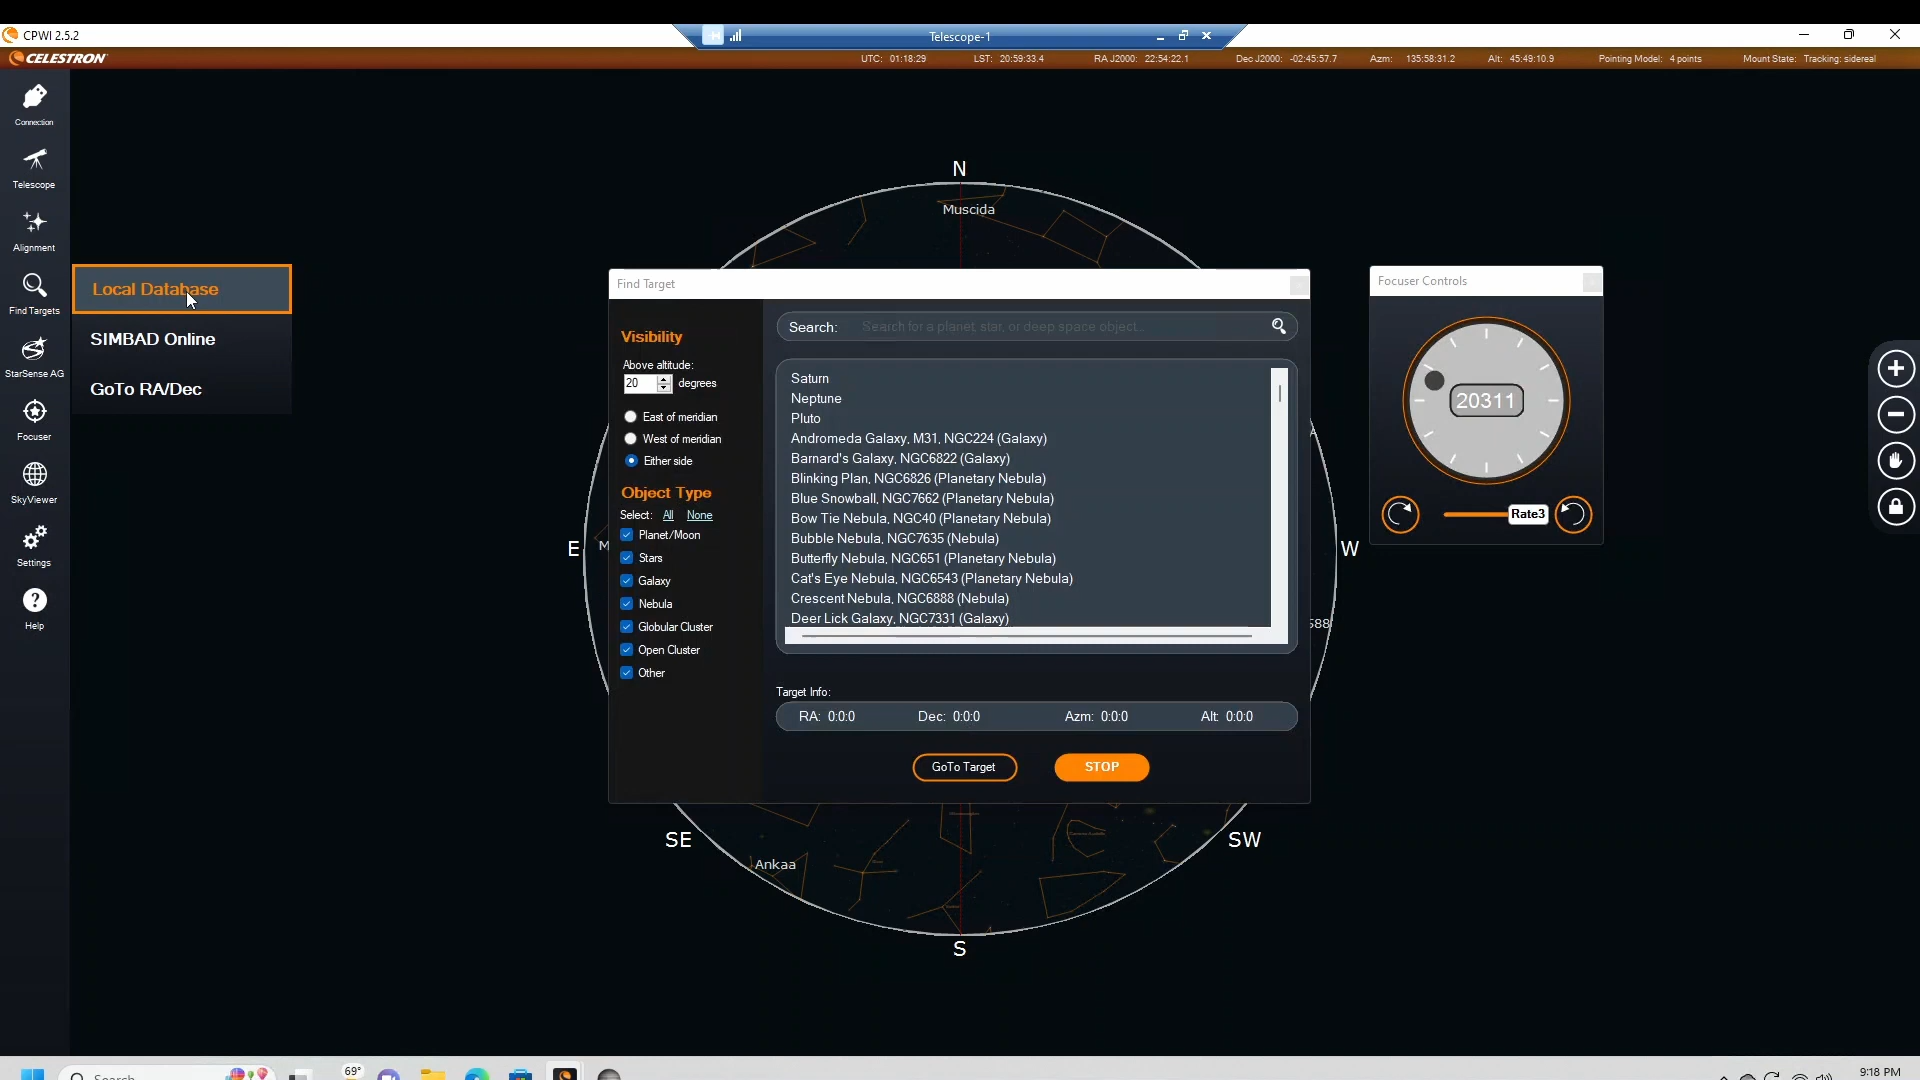 CPWI 2.5.2
Telescope-1
CELESTRON
UTC: 01:18:29 LST: 20:59:33.4 RA J2000: 22:54:22.1 Dec J2000: -02:45:57.7 Azm: 135:58:31.2 Alt: 45:49:10.9 Pointing Model: 4 points Mount State: Tracking: sidereal
Connection
Telescope
Alignment
Find Targets
StarSense AG
Focuser
SkyViewer
Settings
Help
Local Database
SIMBAD Online
GoTo RA/Dec
N
Muscida
E
W
SE
SW
Ankaa
S
588
Find Target
Visibility
Above altitude:
20 degrees
East of meridian
West of meridian
Either side
Object Type
Select: All None
Planet/Moon
Stars
Galaxy
Nebula
Globular Cluster
Open Cluster
Other
Search: Search for a planet, star, or deep space object...
Saturn
Neptune
Pluto
Andromeda Galaxy, M31, NGC224 (Galaxy)
Barnard's Galaxy, NGC6822 (Galaxy)
Blinking Plan, NGC6826 (Planetary Nebula)
Blue Snowball, NGC7662 (Planetary Nebula)
Bow Tie Nebula, NGC40 (Planetary Nebula)
Bubble Nebula, NGC7635 (Nebula)
Butterfly Nebula, NGC651 (Planetary Nebula)
Cat's Eye Nebula, NGC6543 (Planetary Nebula)
Crescent Nebula, NGC6888 (Nebula)
Deer Lick Galaxy, NGC7331 (Galaxy)
Target Info:
RA: 0:0:0 Dec: 0:0:0 Azm: 0:0:0 Alt: 0:0:0
GoTo Target
STOP
Focuser Controls
20311
Rate3
Search
69°
9:18 PM